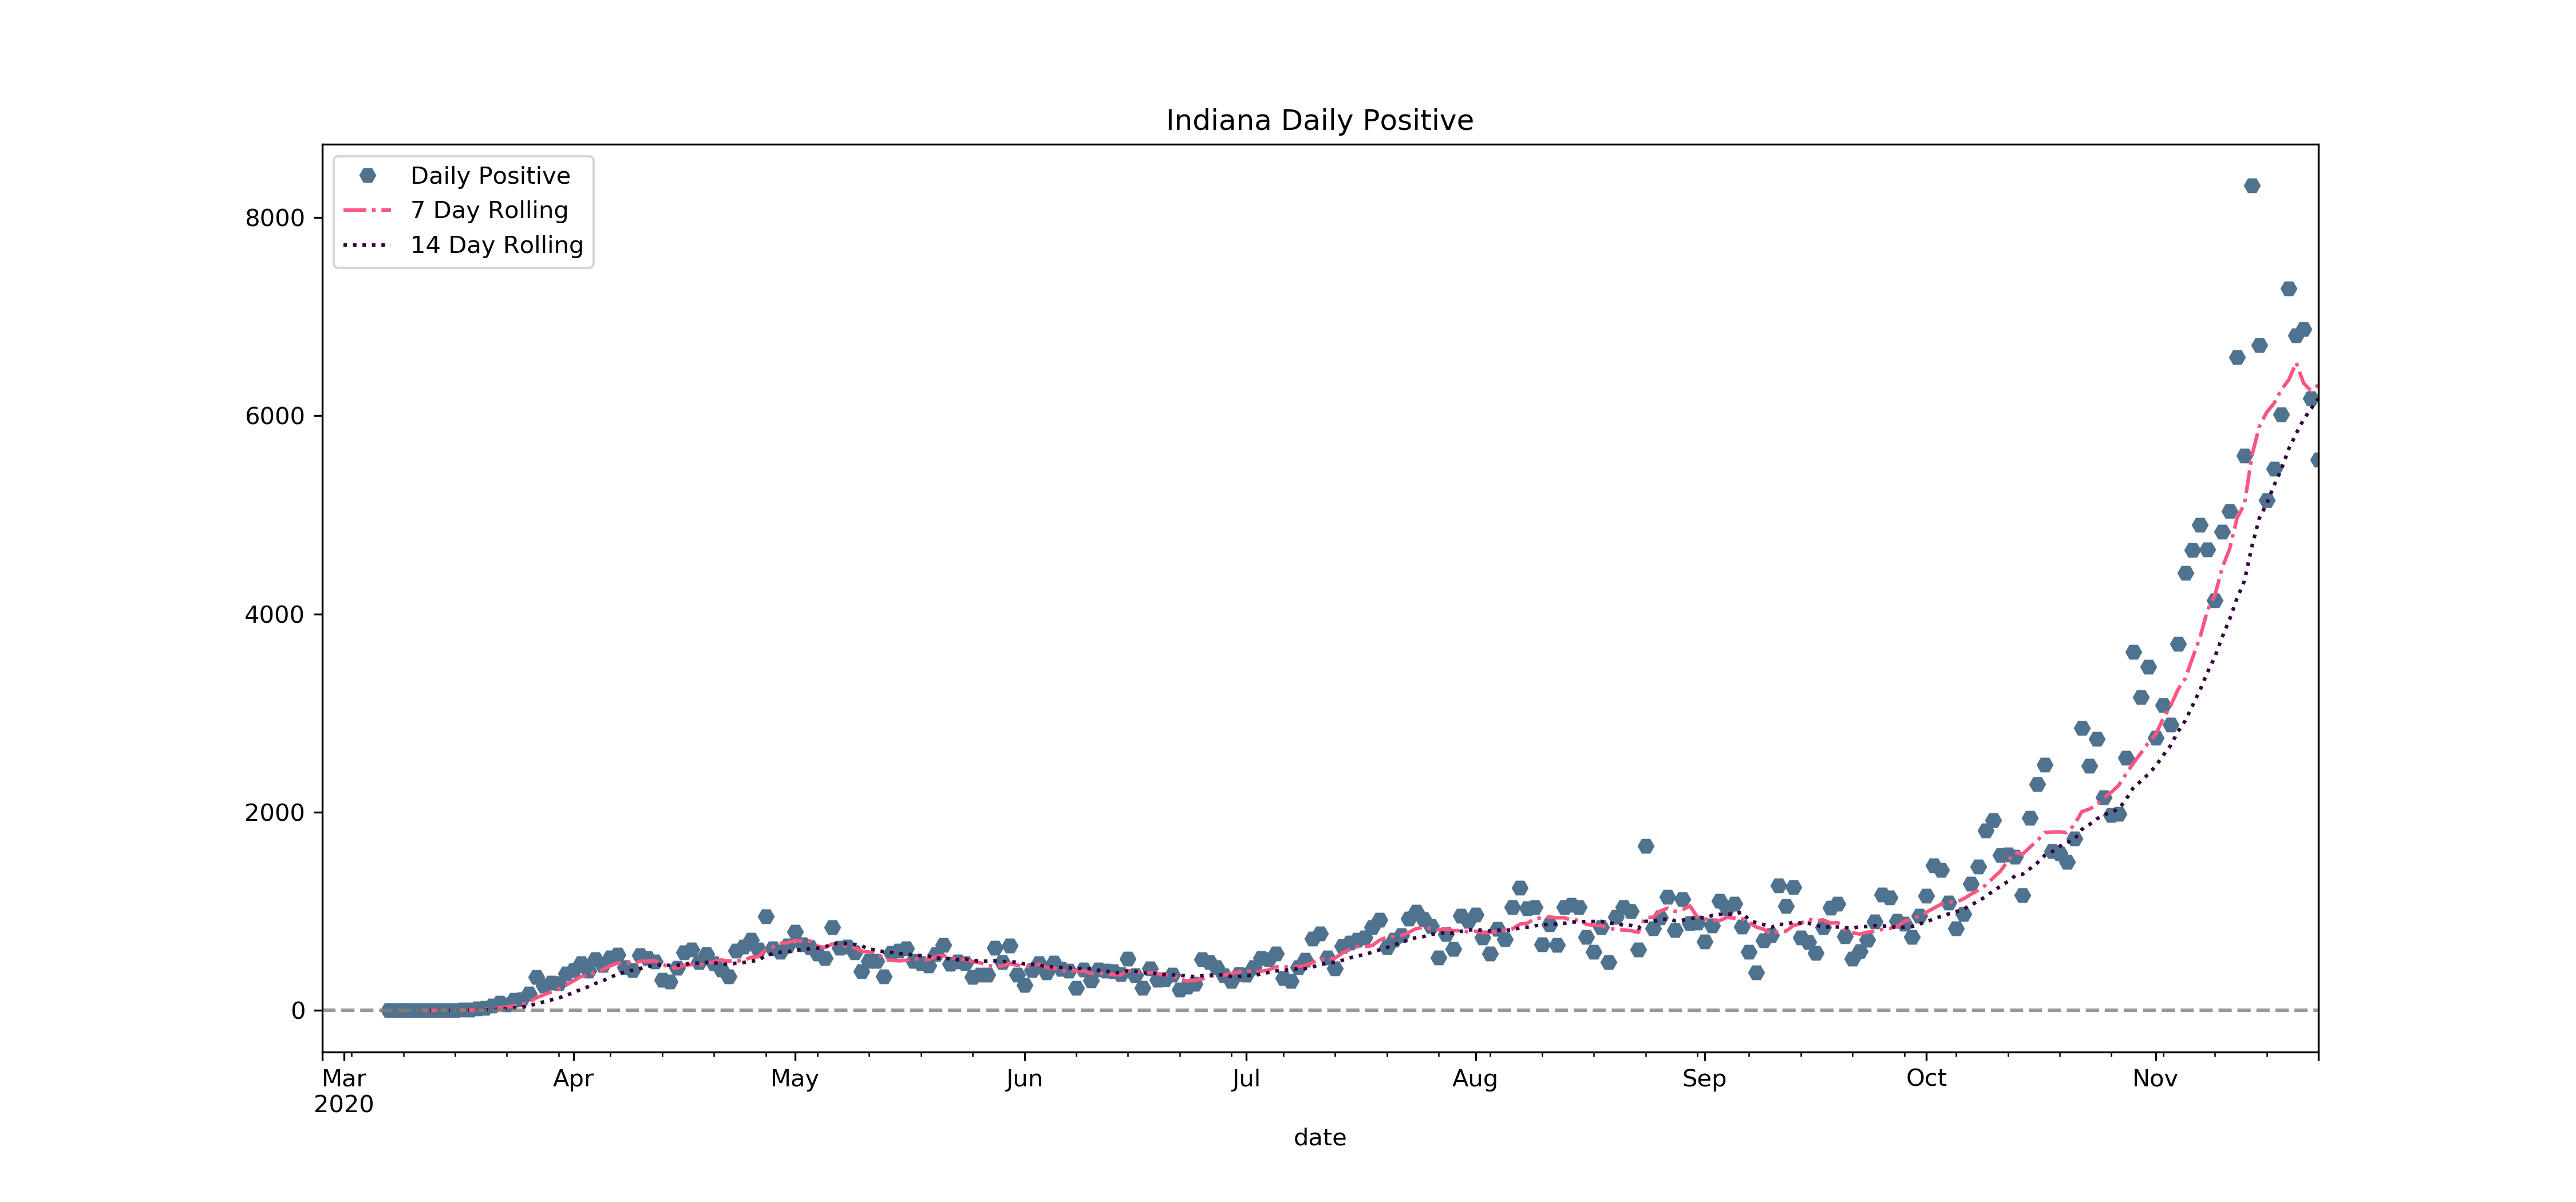 Indiana Daily Positive
Daily Positive
7 Day Rolling
14 Day Rolling
8000
6000
4000
2000
0
Mar Apr May Jun Jul Aug Sep Oct Nov
2020
date